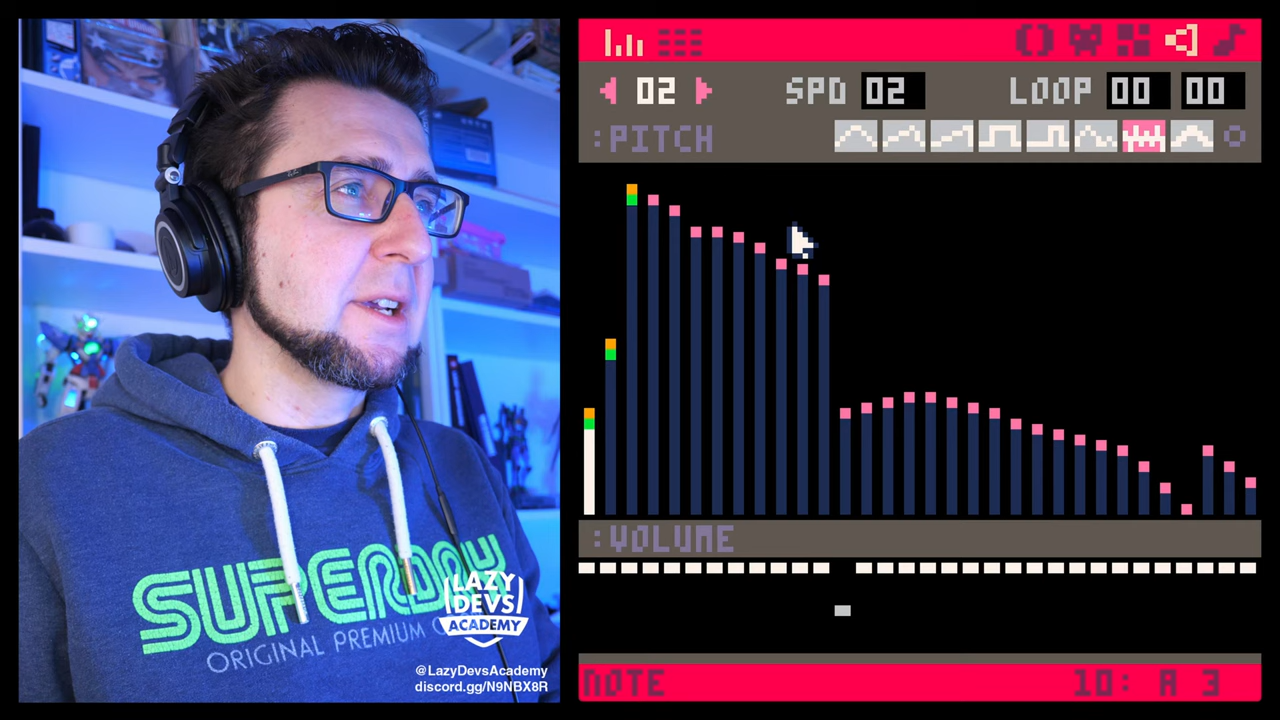 02 SPD 02 LOOP 00 00
:PITCH
:VOLUME
NOTE 10: A 3
SUPERDRY
ORIGINAL PREMIUM
LAZY
DEVS
ACADEMY
@LazyDevsAcademy
discord.gg/N9NBX8R